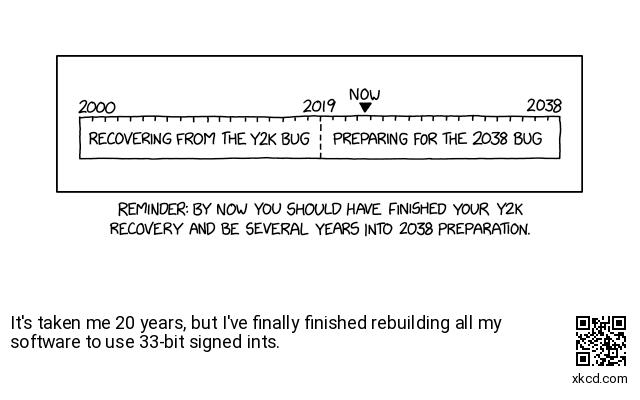 NOW
2000 2019 2038
RECOVERING FROM THE Y2K BUG PREPARING FOR THE 2038 BUG
REMINDER: BY NOW YOU SHOULD HAVE FINISHED YOUR Y2K
RECOVERY AND BE SEVERAL YEARS INTO 2038 PREPARATION.
It's taken me 20 years, but I've finally finished rebuilding all my
software to use 33-bit signed ints.
xkcd.com